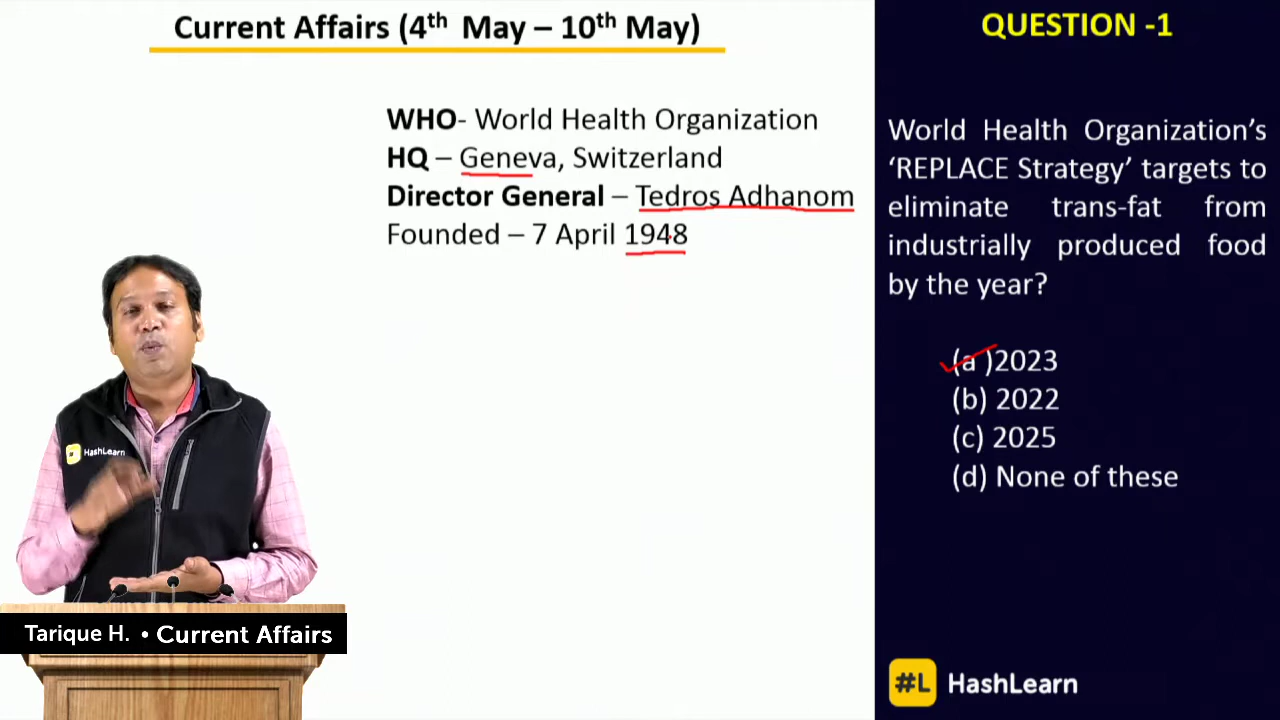 Current Affairs (4th May – 10th May)
WHO- World Health Organization
HQ – Geneva, Switzerland
Director General – Tedros Adhanom
Founded – 7 April 1948
QUESTION -1
World Health Organization's
‘REPLACE Strategy’ targets to
eliminate trans-fat from
industrially produced food
by the year?
(a )2023
(b) 2022
(c) 2025
(d) None of these
HashLearn
Tarique H. • Current Affairs
#L HashLearn